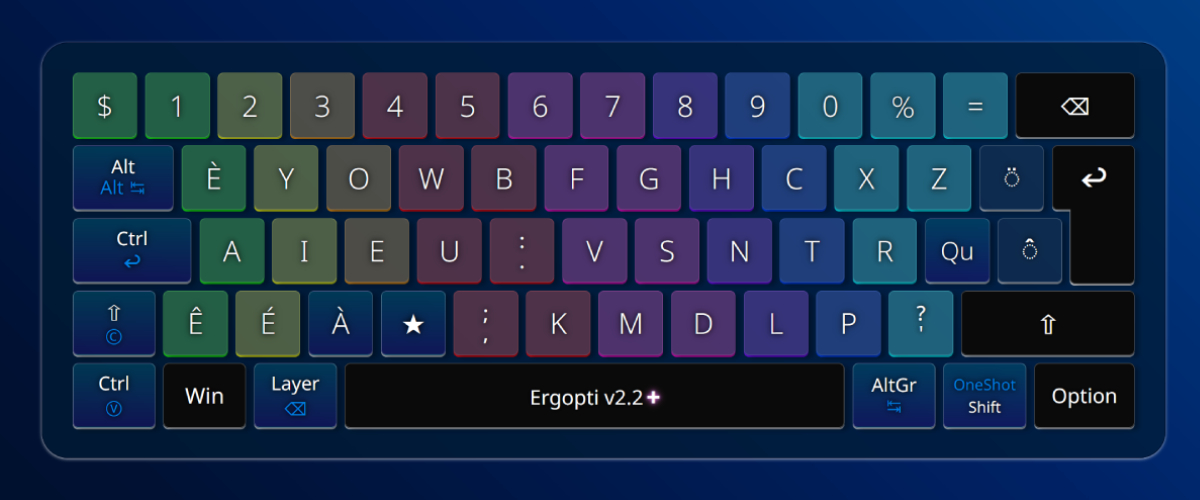 $ 1 2 3 4 5 6 7 8 9 0 % = ⌫
Alt È Y O W B F G H C X Z ◌̈ ↩
Alt ↹
Ctrl A I E U : V S N T R Qu ◌̂
↩ .
⇧ Ê É À ★ ; K M D L P ? ⇧
Ⓒ , '
Ctrl Win Layer Ergopti v2.2✚ AltGr OneShot Option
Ⓥ ⌫ ↹ Shift